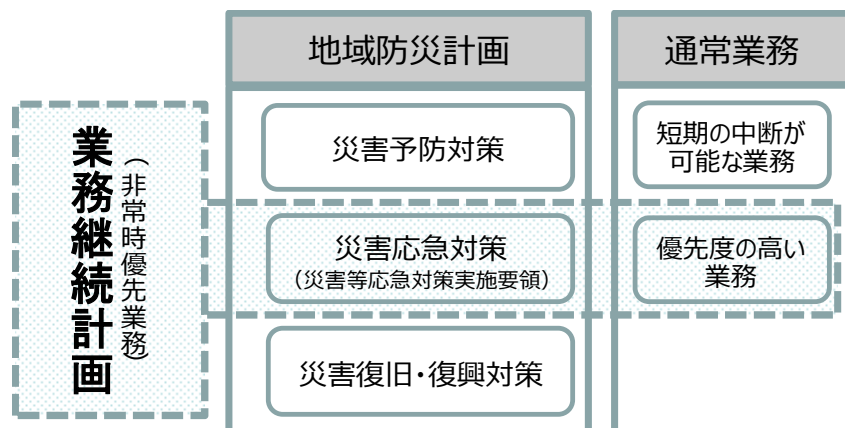 地域防災計画
通常業務
業務継続計画
（非常時優先業務）
災害予防対策
短期の中断が
可能な業務
災害応急対策
（災害等応急対策実施要領）
優先度の高い
業務
災害復旧・復興対策